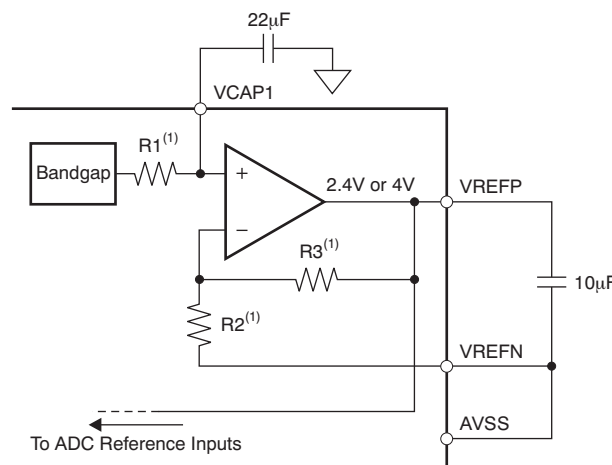 22μF
VCAP1
R1(1)
Bandgap
+
2.4V or 4V
VREFP
−
R3(1)
10μF
R2(1)
VREFN
AVSS
To ADC Reference Inputs